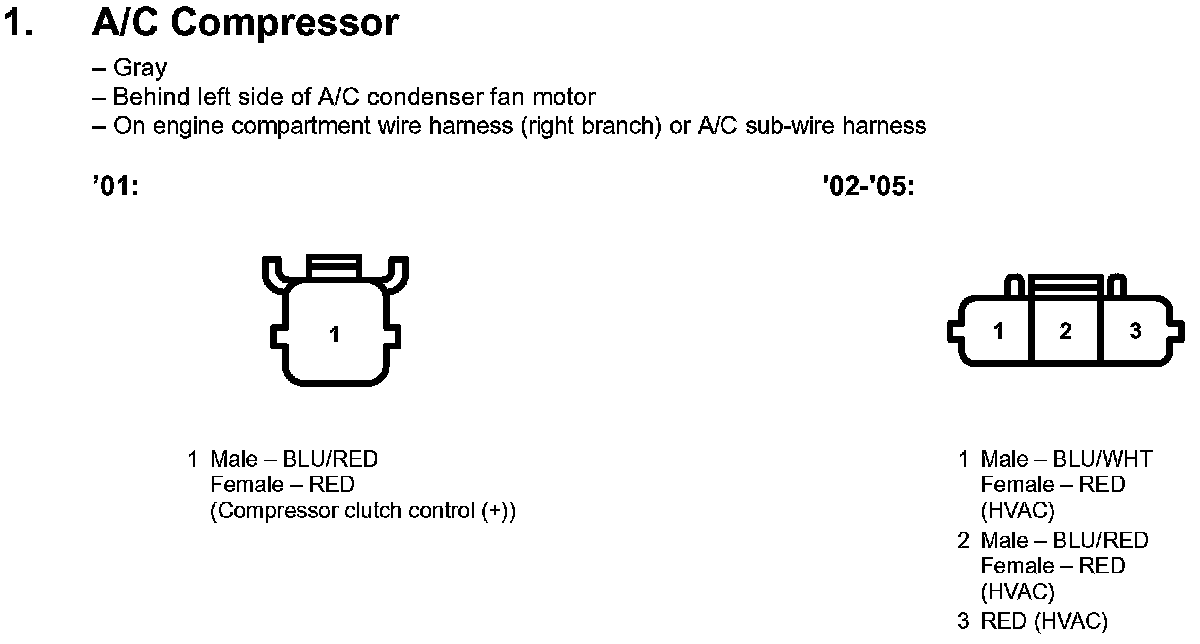 1. A/C Compressor
– Gray
– Behind left side of A/C condenser fan motor
– On engine compartment wire harness (right branch) or A/C sub-wire harness
’01:
'02-'05:
1
1 2 3
1 Male – BLU/RED
Female – RED
(Compressor clutch control (+))
1 Male – BLU/WHT
Female – RED
(HVAC)
2 Male – BLU/RED
Female – RED
(HVAC)
3 RED (HVAC)